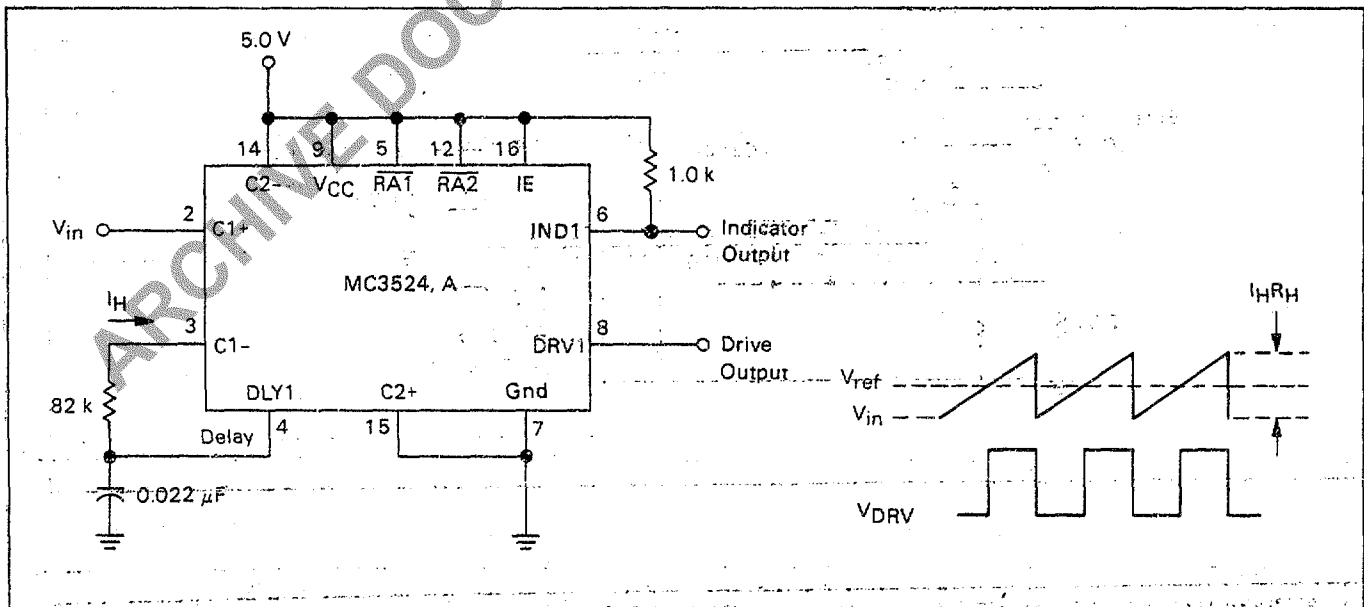 5.0 V
14
9
5
12
16
C2-
VCC
RA1
RA2
IE
1.0 k
Vin
2
C1+
IND1
6
Indicator
Output
MC3524, A
IH
3
C1-
DRV1
8
Drive
Output
DLY1
C2+
Gnd
82 k
Delay
4
15
7
0.022 µF
IHRH
Vref
Vin
VDRV
ARCHIVE DOC